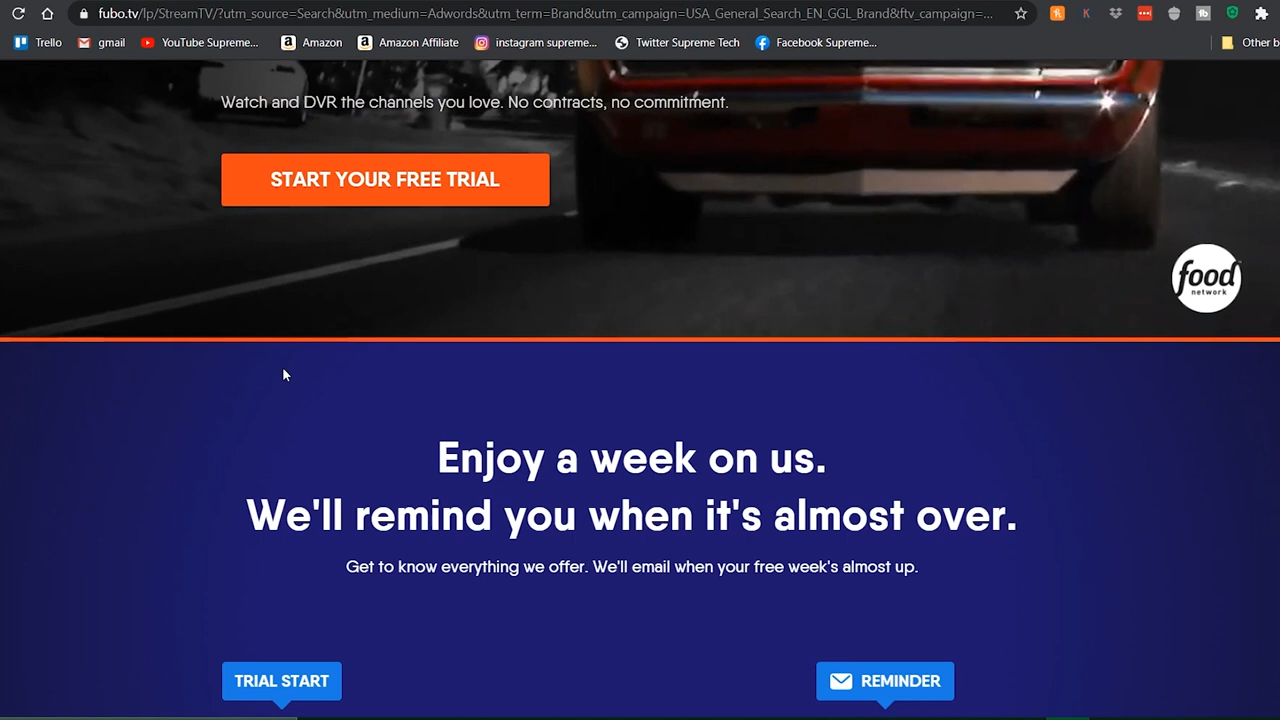 fubo.tv/lp/StreamTV/?utm_source=Search&utm_medium=Adwords&utm_term=Brand&utm_campaign=USA_General_Search_EN_GGL_Brand&ftv_campaign=...
Trello gmail YouTube Supreme... Amazon Amazon Affiliate instagram supreme... Twitter Supreme Tech Facebook Supreme... Other b
Watch and DVR the channels you love. No contracts, no commitment.
START YOUR FREE TRIAL
food
network
Enjoy a week on us.
We'll remind you when it's almost over.
Get to know everything we offer. We'll email when your free week's almost up.
TRIAL START
REMINDER